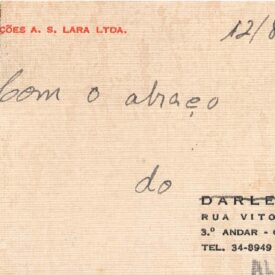 ÇÕES A. S. LARA LTDA.
12/8
Com o abraço
do
DARLE
RUA VITO
3.º ANDAR -
TEL. 34-8949